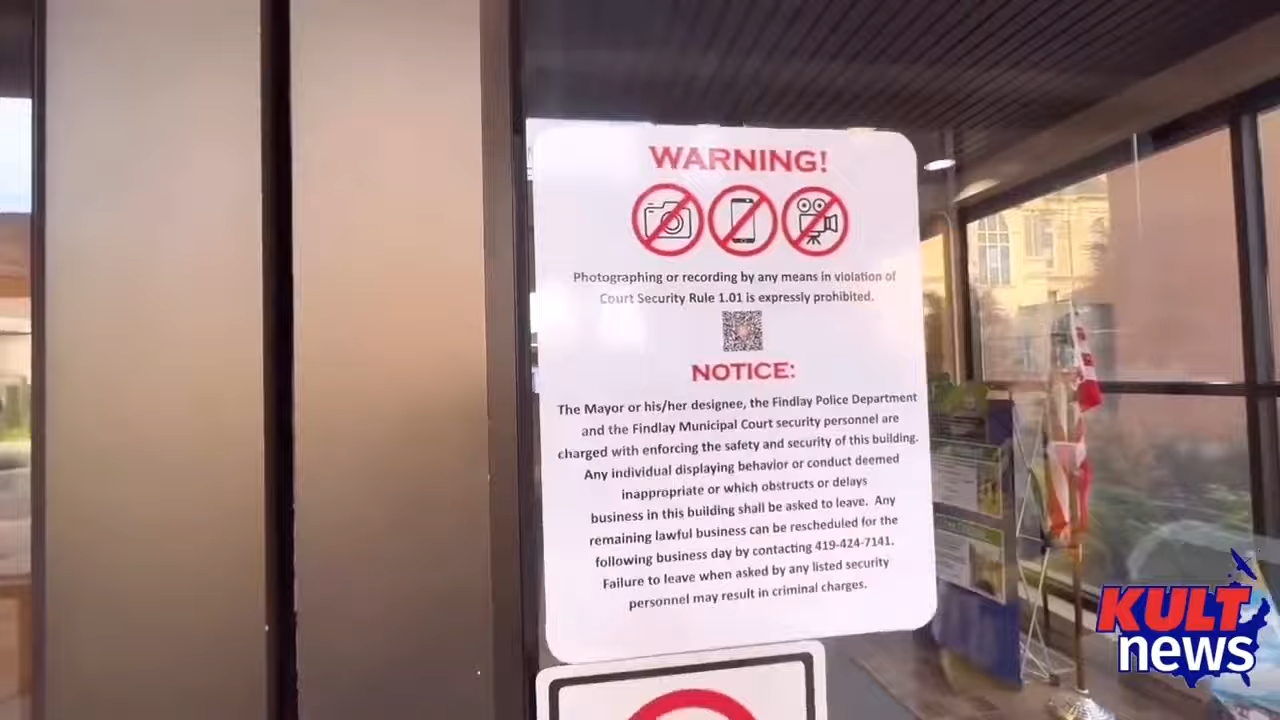 WARNING!
Photographing or recording by any means in violation of
Court Security Rule 1.01 is expressly prohibited.
NOTICE:
The Mayor or his/her designee, the Findlay Police Department
and the Findlay Municipal Court security personnel are
charged with enforcing the safety and security of this building.
Any individual displaying behavior or conduct deemed
inappropriate or which obstructs or delays
business in this building shall be asked to leave. Any
remaining lawful business can be rescheduled for the
following business day by contacting 419-424-7141.
Failure to leave when asked by any listed security
personnel may result in criminal charges.
KULT
news